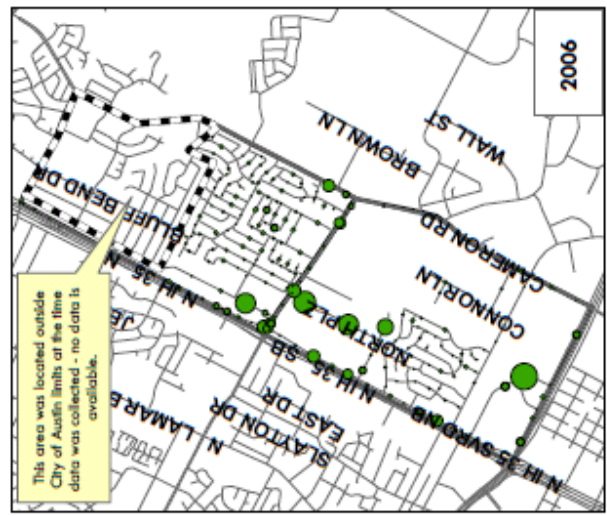 2006
This area was located outside
City of Austin limits at the time
data was collected - no data is
available.
BLUFF BEND DR
N IH 35
BROWN LN
WALL ST
CAMERON RD
CONNOR LN
NORTH PLZ
N IH 35 SB
N IH 35 SVRD NB
N LAMAR B
SLAYTON DR
EAST DR